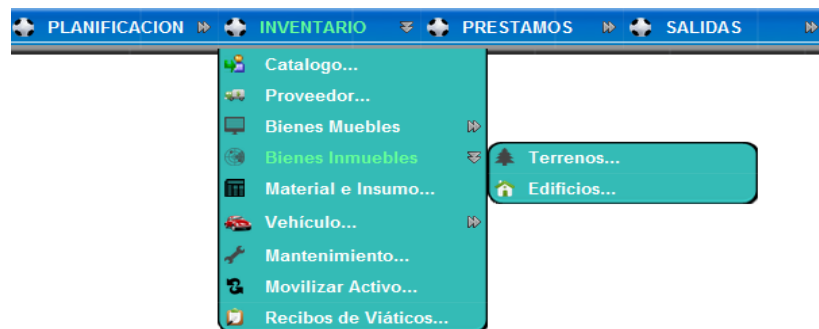 PLANIFICACION INVENTARIO PRESTAMOS SALIDAS
Catalogo...
Proveedor...
Bienes Muebles
Bienes Inmuebles
Terrenos...
Edificios...
Material e Insumo...
Vehículo...
Mantenimiento...
Movilizar Activo...
Recibos de Viáticos...